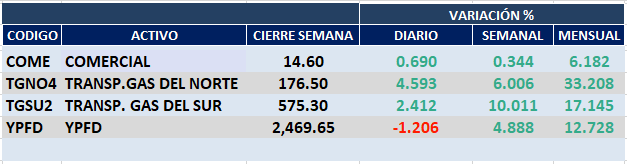 VARIACIÓN %
CODIGO ACTIVO CIERRE SEMANA DIARIO SEMANAL MENSUAL
COME COMERCIAL 14.60 0.690 0.344 6.182
TGNO4 TRANSP.GAS DEL NORTE 176.50 4.593 6.006 33.208
TGSU2 TRANSP. GAS DEL SUR 575.30 2.412 10.011 17.145
YPFD YPFD 2,469.65 -1.206 4.888 12.728